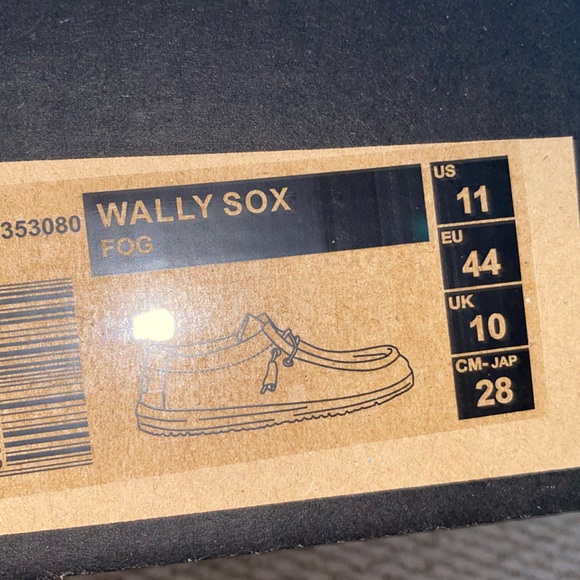 353080
WALLY SOX
FOG
US
11
EU
44
UK
10
CM-JAP
28